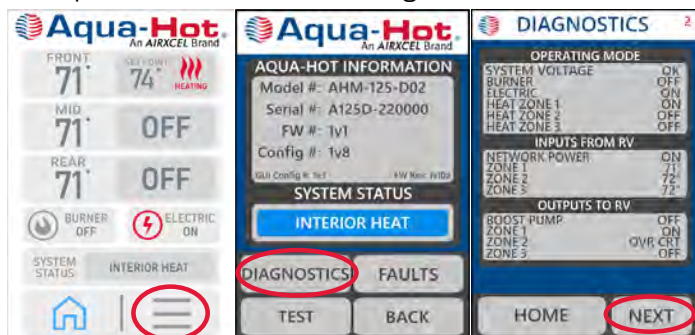 Aqua-Hot.
An AIRXCEL Brand
FRONT
71°
SETPOINT
74°
HEATING
MID
71°
OFF
REAR
71°
OFF
BURNER
OFF
ELECTRIC
ON
SYSTEM
STATUS
INTERIOR HEAT
Aqua-Hot.
An AIRXCEL Brand
AQUA-HOT INFORMATION
Model #: AHM-125-D02
Serial #: A125D-220000
FW #: 1v1
Config #: 1v8
GUI Config #: 1v3
SYSTEM STATUS
INTERIOR HEAT
DIAGNOSTICS
FAULTS
TEST
BACK
DIAGNOSTICS
2
OPERATING MODE
SYSTEM VOLTAGE OK
BURNER OFF
ELECTRIC ON
HEAT ZONE 1 ON
HEAT ZONE 2 OFF
HEAT ZONE 3 OFF
INPUTS FROM RV
NETWORK POWER ON
ZONE 1 71°
ZONE 2 72°
ZONE 3 72°
OUTPUTS TO RV
BOOST PUMP OFF
ZONE 1 ON
ZONE 2 OVR CRT
ZONE 3 OFF
HOME
NEXT